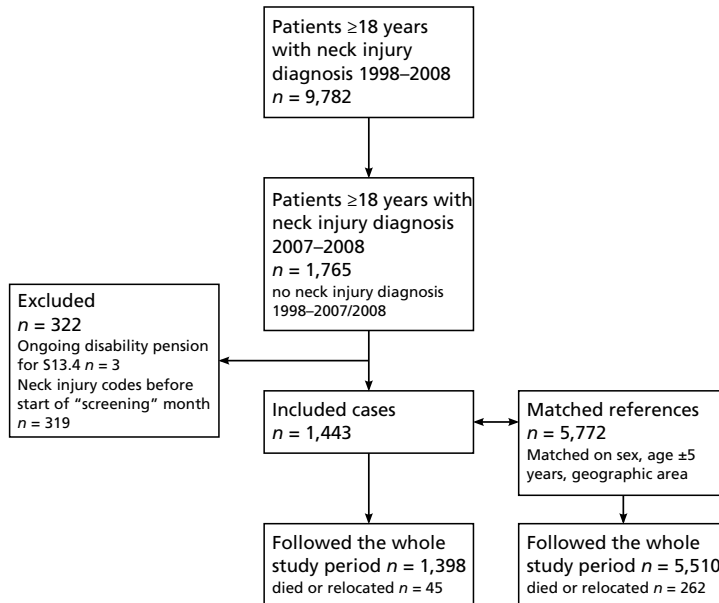 Patients ≥18 years
with neck injury
diagnosis 1998–2008
n = 9,782
Patients ≥18 years with
neck injury diagnosis
2007–2008
n = 1,765
no neck injury diagnosis
1998–2007/2008
Excluded
n = 322
Ongoing disability pension
for S13.4 n = 3
Neck injury codes before
start of “screening” month
n = 319
Included cases
n = 1,443
Matched references
n = 5,772
Matched on sex, age ±5
years, geographic area
Followed the whole
study period n = 1,398
died or relocated n = 45
Followed the whole
study period n = 5,510
died or relocated n = 262